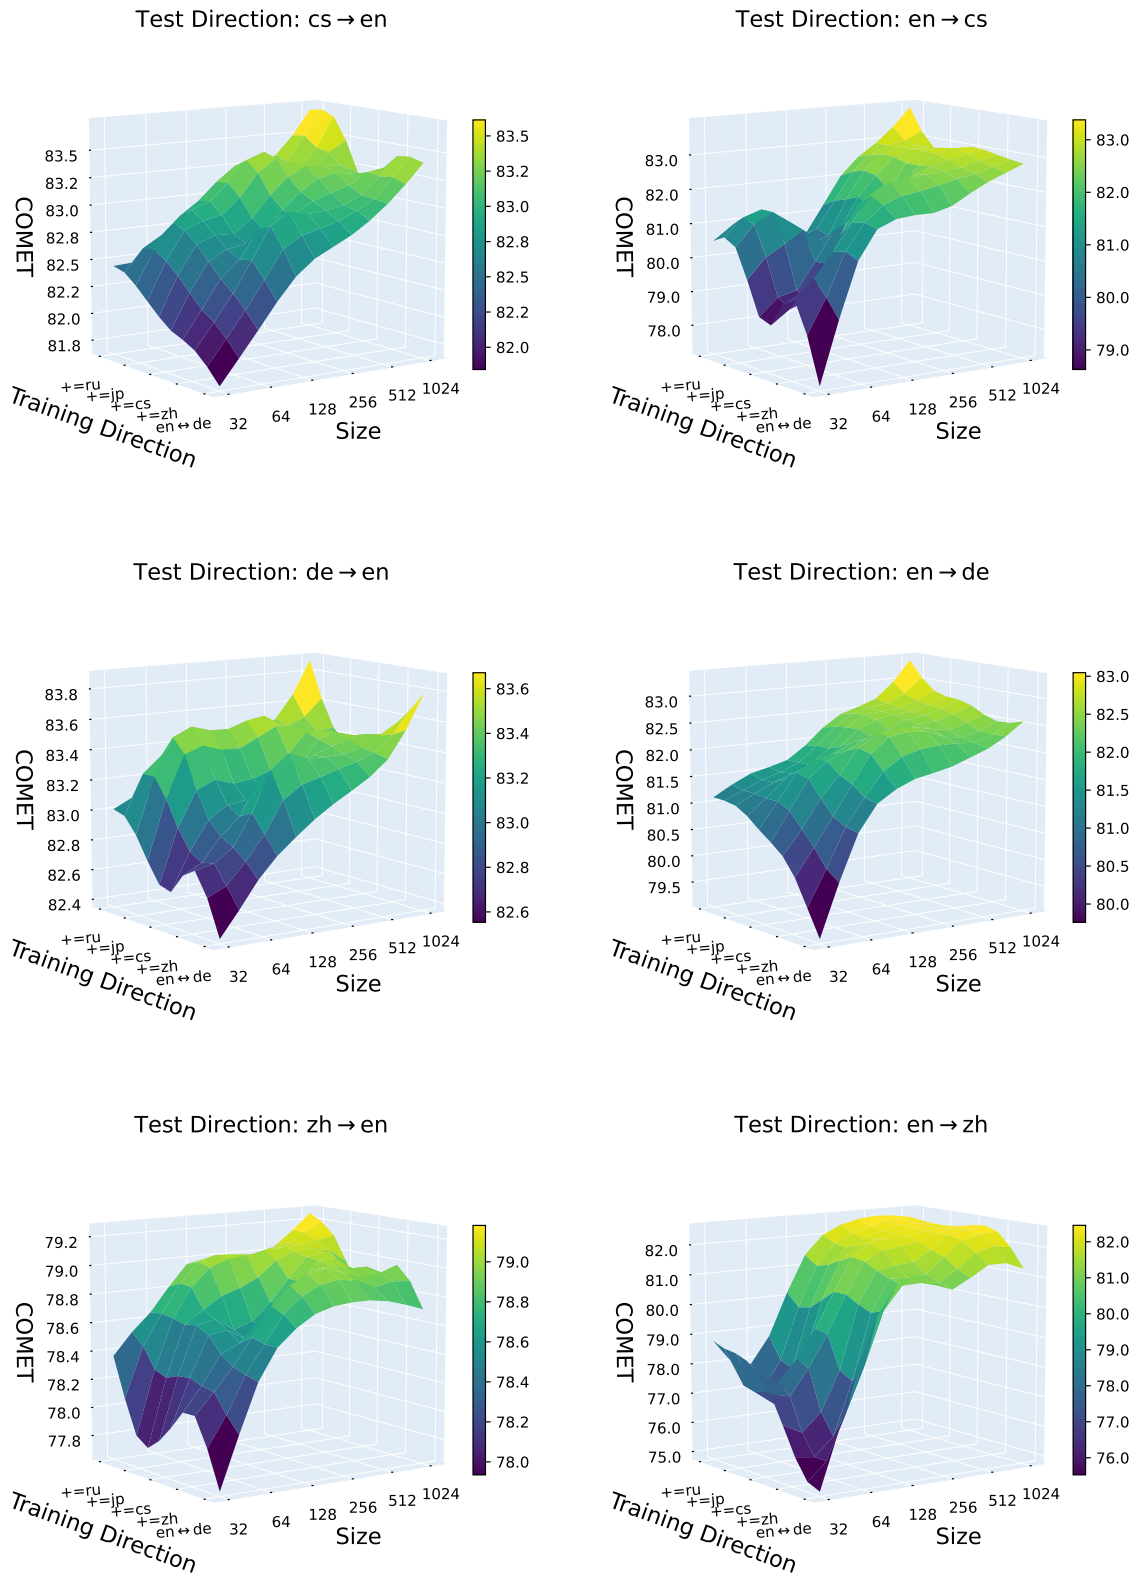 Test Direction: cs→en
COMET
83.5
83.2
83.0
82.8
82.5
82.2
82.0
81.8
+=ru
+=jp
+=cs
+=zh
en↔de
Training Direction
32
64
128
256
512
1024
Size
83.5
83.2
83.0
82.8
82.5
82.2
82.0
Test Direction: en→cs
COMET
83.0
82.0
81.0
80.0
79.0
78.0
+=ru
+=jp
+=cs
+=zh
en↔de
Training Direction
32
64
128
256
512
1024
Size
83.0
82.0
81.0
80.0
79.0
Test Direction: de→en
COMET
83.8
83.6
83.4
83.2
83.0
82.8
82.6
82.4
+=ru
+=jp
+=cs
+=zh
en↔de
Training Direction
32
64
128
256
512
1024
Size
83.6
83.4
83.2
83.0
82.8
82.6
Test Direction: en→de
COMET
83.0
82.5
82.0
81.5
81.0
80.5
80.0
79.5
+=ru
+=jp
+=cs
+=zh
en↔de
Training Direction
32
64
128
256
512
1024
Size
83.0
82.5
82.0
81.5
81.0
80.5
80.0
Test Direction: zh→en
COMET
79.2
79.0
78.8
78.6
78.4
78.2
78.0
77.8
+=ru
+=jp
+=cs
+=zh
en↔de
Training Direction
32
64
128
256
512
1024
Size
79.0
78.8
78.6
78.4
78.2
78.0
Test Direction: en→zh
COMET
82.0
81.0
80.0
79.0
78.0
77.0
76.0
75.0
+=ru
+=jp
+=cs
+=zh
en↔de
Training Direction
32
64
128
256
512
1024
Size
82.0
81.0
80.0
79.0
78.0
77.0
76.0